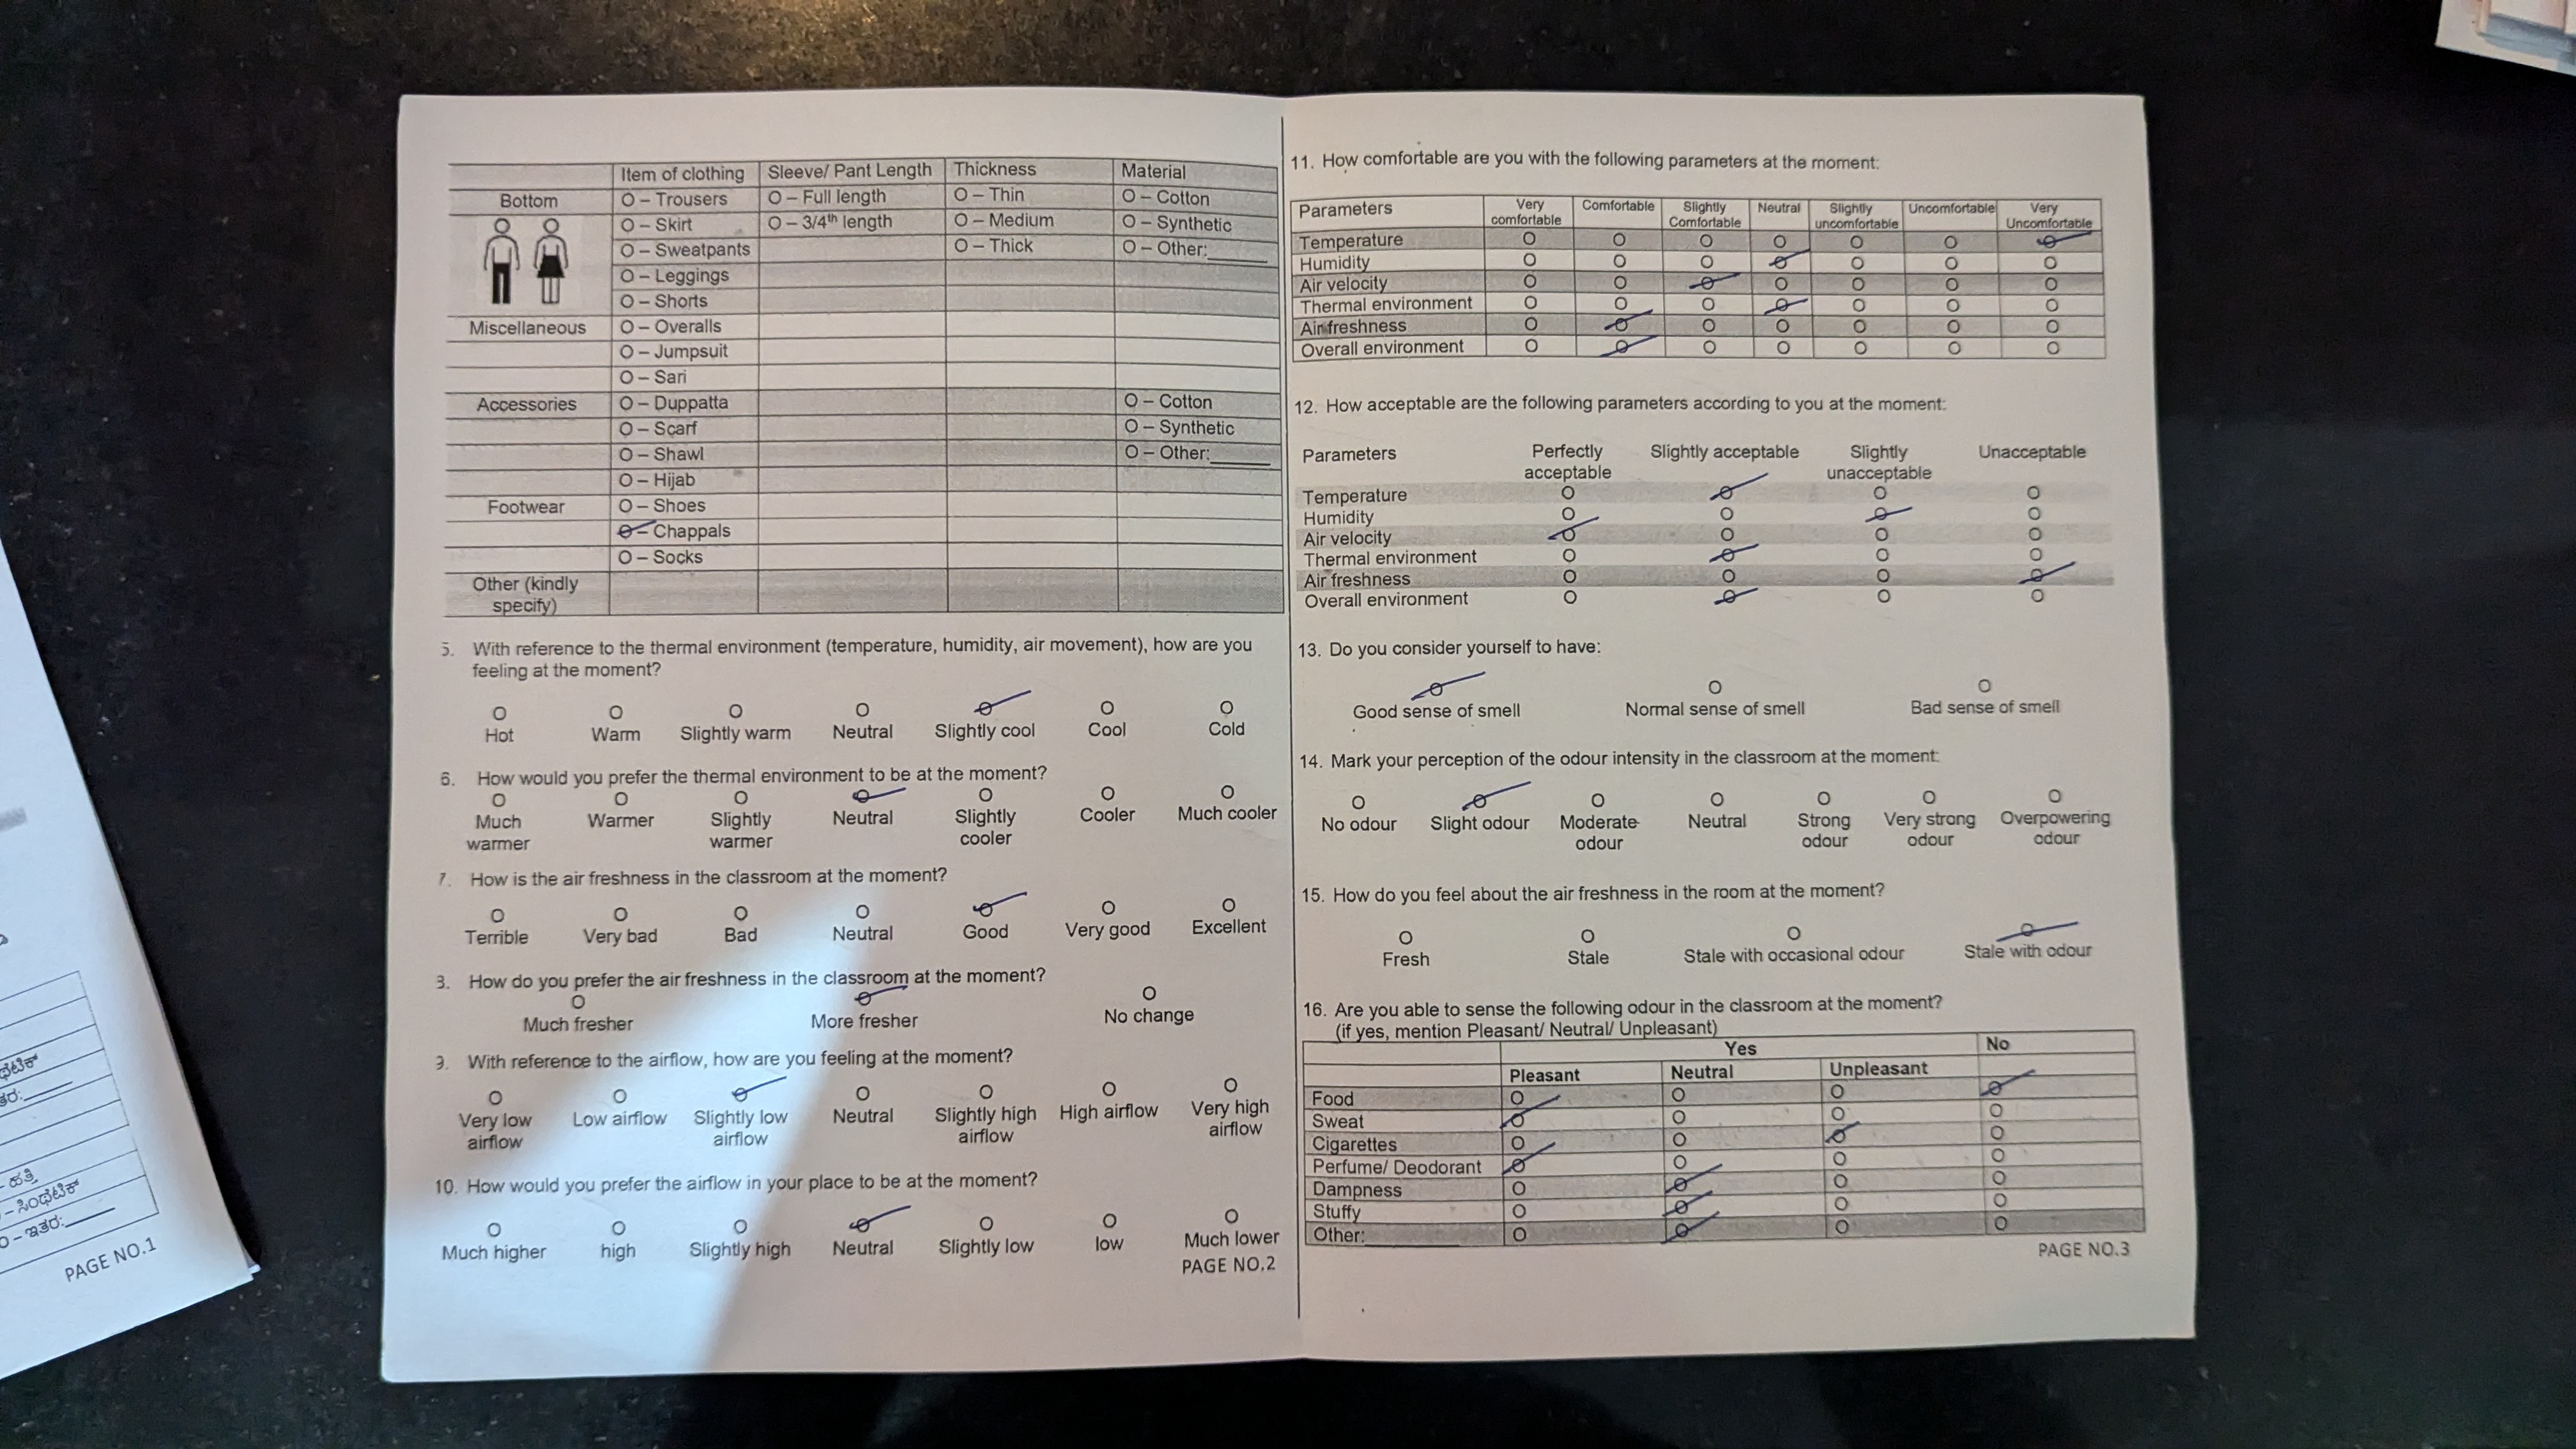 Item of clothing Sleeve/ Pant Length Thickness Material
Bottom O – Trousers O – Full length O – Thin O – Cotton
O – Skirt O – 3/4th length O – Medium O – Synthetic
O – Sweatpants O – Thick O – Other:______
O – Leggings
O – Shorts
Miscellaneous O – Overalls
O – Jumpsuit
O – Sari
Accessories O – Duppatta O – Cotton
O – Scarf O – Synthetic
O – Shawl O – Other:______
O – Hijab
Footwear O – Shoes
O – Chappals
O – Socks
Other (kindly
specify)
5. With reference to the thermal environment (temperature, humidity, air movement), how are you
feeling at the moment?
O O O O O O O
Hot Warm Slightly warm Neutral Slightly cool Cool Cold
6. How would you prefer the thermal environment to be at the moment?
O O O O O O O
Much Warmer Slightly Neutral Slightly Cooler Much cooler
warmer warmer cooler
7. How is the air freshness in the classroom at the moment?
O O O O O O O
Terrible Very bad Bad Neutral Good Very good Excellent
How do you prefer the air freshness in the classroom at the moment?
O O O
Much fresher More fresher No change
With reference to the airflow, how are you feeling at the moment?
O O O O O O O
Very low Low airflow Slightly low Neutral Slightly high High airflow Very high
airflow airflow airflow airflow
10. How would you prefer the airflow in your place to be at the moment?
O O O O O O O
Much higher high Slightly high Neutral Slightly low low Much lower
PAGE NO.2
11. How comfortable are you with the following parameters at the moment:
Parameters Very Comfortable Slightly Neutral Slightly Uncomfortable Very
comfortable Comfortable uncomfortable Uncomfortable
Temperature O O O O O O O
Humidity O O O O O O O
Air velocity O O O O O O O
Thermal environment O O O O O O O
Air freshness O O O O O O O
Overall environment O O O O O O O
12. How acceptable are the following parameters according to you at the moment:
Parameters Perfectly Slightly acceptable Slightly Unacceptable
acceptable unacceptable
Temperature O O O O
Humidity O O O O
Air velocity O O O O
Thermal environment O O O O
Air freshness O O O O
Overall environment O O O O
13. Do you consider yourself to have:
O O O
Good sense of smell Normal sense of smell Bad sense of smell
14. Mark your perception of the odour intensity in the classroom at the moment:
O O O O O O O
No odour Slight odour Moderate Neutral Strong Very strong Overpowering
odour odour odour odour
15. How do you feel about the air freshness in the room at the moment?
O O O O
Fresh Stale Stale with occasional odour Stale with odour
16. Are you able to sense the following odour in the classroom at the moment?
(if yes, mention Pleasant/ Neutral/ Unpleasant)
Yes No
Pleasant Neutral Unpleasant
Food O O O O
Sweat O O O O
Cigarettes O O O O
Perfume/ Deodorant O O O O
Dampness O O O O
Stuffy O O O O
Other: O O O O
PAGE NO.3
– ಹತ್ತಿ
– ಸಿಂಥೆಟಿಕ್
O – ಇತರ:______
PAGE NO.1